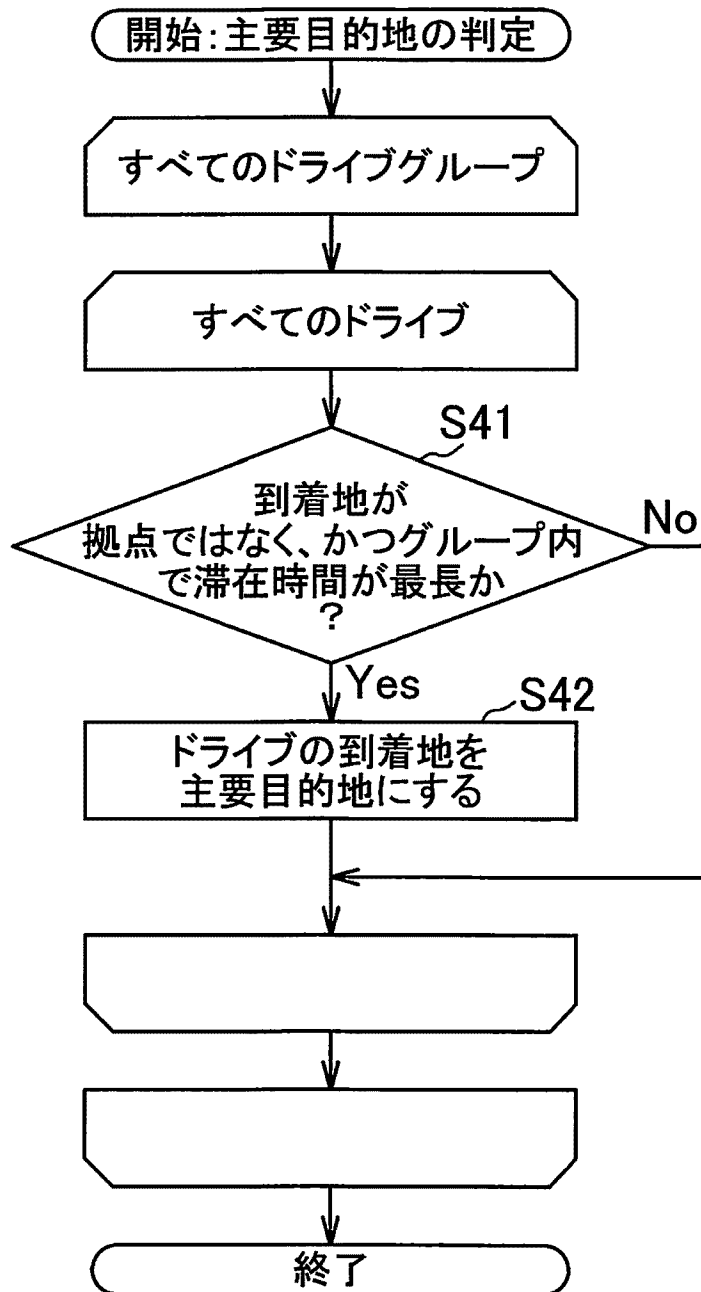 開始:主要目的地の判定
すべてのドライブグループ
すべてのドライブ
S41
到着地が
拠点ではなく、かつグループ内
で滞在時間が最長か
?
No
Yes
S42
ドライブの到着地を
主要目的地にする
終了